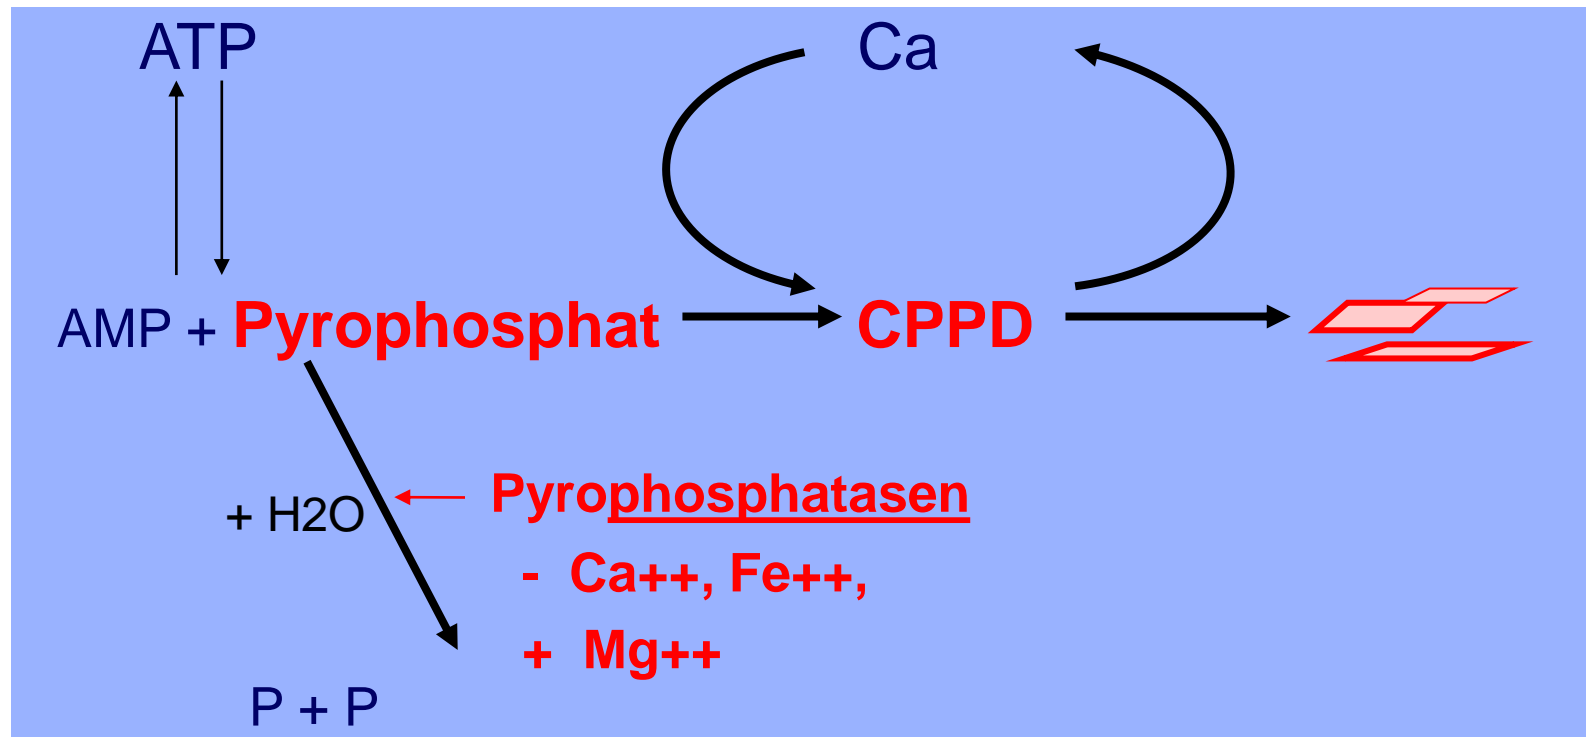 ATP
Ca
AMP + Pyrophosphat
CPPD
Pyrophosphatasen
+ H2O
- Ca++, Fe++,
+ Mg++
P + P